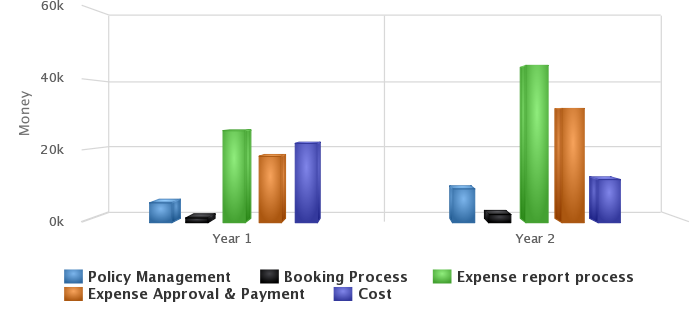 60k
40k
20k
0k
Money
Year 1
Year 2
Policy Management
Booking Process
Expense report process
Expense Approval & Payment
Cost